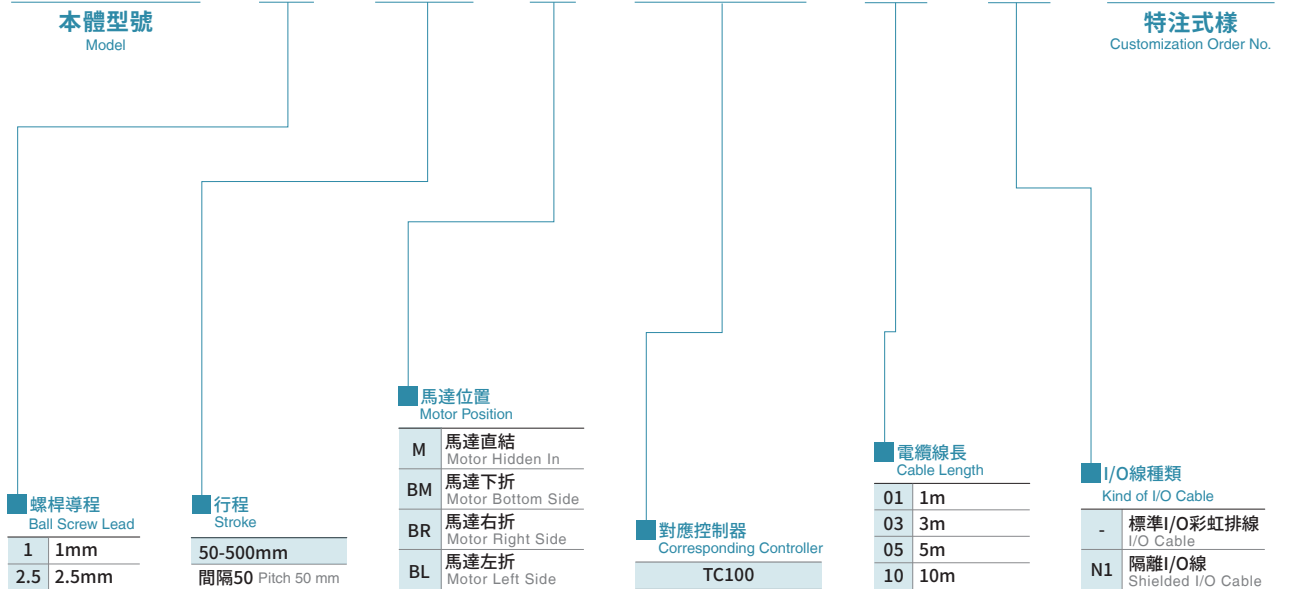 本體型號
Model
特注式樣
Customization Order No.
馬達位置
Motor Position
M 馬達直結
Motor Hidden In
BM 馬達下折
Motor Bottom Side
BR 馬達右折
Motor Right Side
BL 馬達左折
Motor Left Side
螺桿導程
Ball Screw Lead
1 1mm
2.5 2.5mm
行程
Stroke
50-500mm
間隔50 Pitch 50 mm
對應控制器
Corresponding Controller
TC100
電纜線長
Cable Length
01 1m
03 3m
05 5m
10 10m
I/O線種類
Kind of I/O Cable
- 標準I/O彩虹排線
I/O Cable
N1 隔離I/O線
Shielded I/O Cable